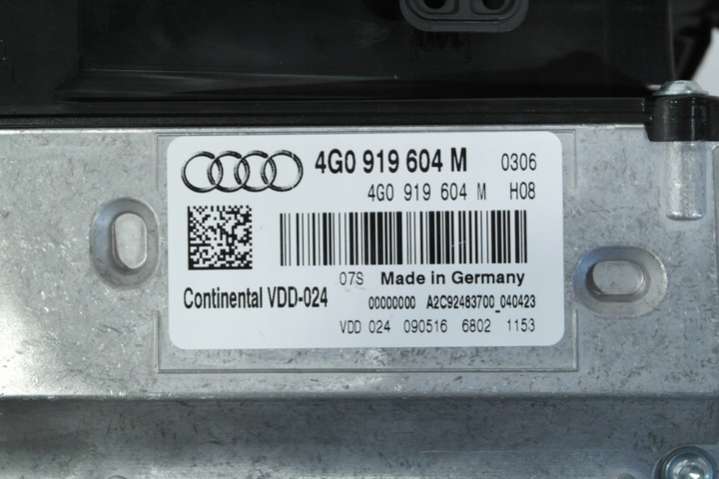 4G0 919 604 M 0306
4G0 919 604 M H08
07S Made in Germany
Continental VDD-024 00000000 A2C92483700_040423
VDD 024 090516 6802 1153